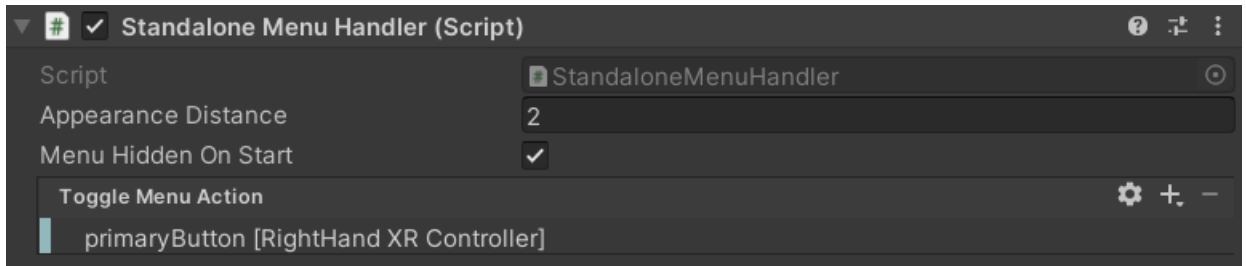 Standalone Menu Handler (Script)
Script StandaloneMenuHandler
Appearance Distance 2
Menu Hidden On Start
Toggle Menu Action
primaryButton [RightHand XR Controller]